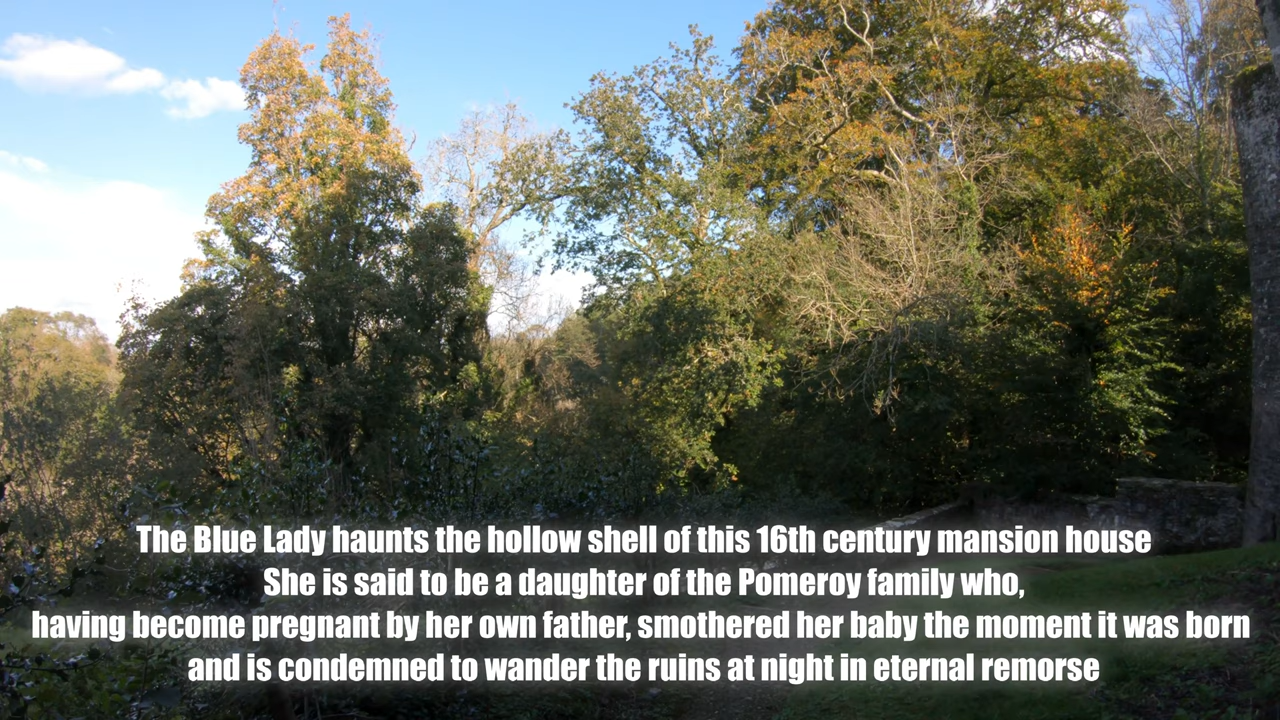 The Blue Lady haunts the hollow shell of this 16th century mansion house
She is said to be a daughter of the Pomeroy family who,
having become pregnant by her own father, smothered her baby the moment it was born
and is condemned to wander the ruins at night in eternal remorse